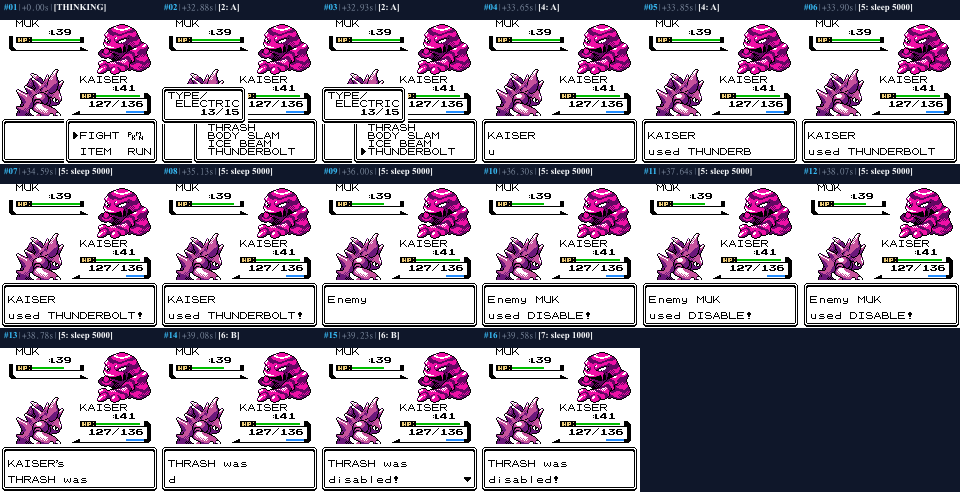 #01 | +0.00s | [THINKING]
MUK
:L39
HP:
KAISER
:L41
HP:
127/136
FIGHT PKMN
ITEM RUN
#02 | +32.88s | [2: A]
:L39
HP:
KAISER
:L41
127/136
TYPE/
ELECTRIC
13/15
THRASH
BODY SLAM
ICE BEAM
THUNDERBOLT
#03 | +32.93s | [2: A]
:L39
HP:
KAISER
:L41
127/136
TYPE/
ELECTRIC
13/15
THRASH
BODY SLAM
ICE BEAM
THUNDERBOLT
#04 | +33.65s | [4: A]
MUK
:L39
HP:
KAISER
:L41
HP:
127/136
KAISER
u
#05 | +33.85s | [4: A]
MUK
:L39
HP:
KAISER
:L41
HP:
127/136
KAISER
used THUNDERB
#06 | +33.90s | [5: sleep 5000]
MUK
:L39
HP:
KAISER
:L41
HP:
127/136
KAISER
used THUNDERBOLT
#07 | +34.59s | [5: sleep 5000]
MUK
:L39
HP:
KAISER
:L41
HP:
127/136
KAISER
used THUNDERBOLT!
#08 | +35.13s | [5: sleep 5000]
MUK
:L39
HP:
KAISER
:L41
HP:
127/136
KAISER
used THUNDERBOLT!
#09 | +36.00s | [5: sleep 5000]
MUK
:L39
HP:
KAISER
:L41
HP:
127/136
Enemy
#10 | +36.30s | [5: sleep 5000]
MUK
:L39
HP:
KAISER
:L41
HP:
127/136
Enemy MUK
used DISABLE!
#11 | +37.64s | [5: sleep 5000]
MUK
:L39
HP:
KAISER
:L41
HP:
127/136
Enemy MUK
used DISABLE!
#12 | +38.07s | [5: sleep 5000]
MUK
:L39
HP:
KAISER
:L41
HP:
127/136
Enemy MUK
used DISABLE!
#13 | +38.78s | [5: sleep 5000]
MUK
:L39
HP:
KAISER
:L41
HP:
127/136
KAISER's
THRASH was
#14 | +39.08s | [6: B]
MUK
:L39
HP:
KAISER
:L41
HP:
127/136
THRASH was
d
#15 | +39.23s | [6: B]
MUK
:L39
HP:
KAISER
:L41
HP:
127/136
THRASH was
disabled!
#16 | +39.58s | [7: sleep 1000]
MUK
:L39
HP:
KAISER
:L41
HP:
127/136
THRASH was
disabled!